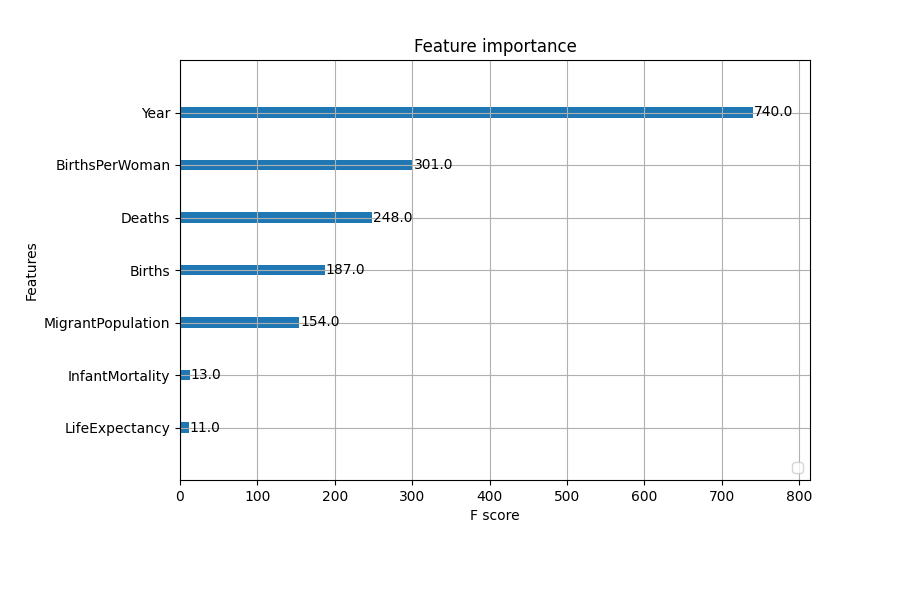 Feature importance
Year
740.0
BirthsPerWoman
301.0
Deaths
248.0
Births
187.0
MigrantPopulation
154.0
InfantMortality
13.0
LifeExpectancy
11.0
Features
0 100 200 300 400 500 600 700 800
F score